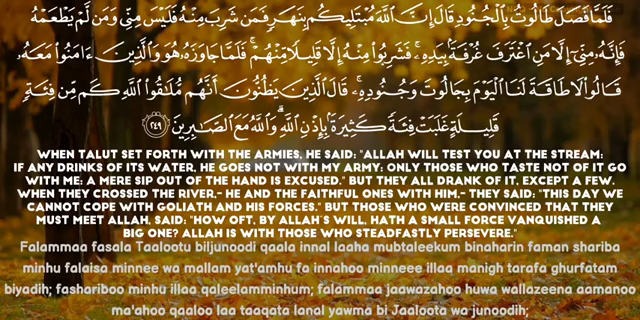 فَلَمَّا فَصَلَ طَالُوتُ بِالْجُنُودِ قَالَ إِنَّ اللَّهَ مُبْتَلِيكُم بِنَهَرٍ فَمَن شَرِبَ مِنْهُ فَلَيْسَ مِنِّي وَمَن لَّمْ يَطْعَمْهُ
فَإِنَّهُ مِنِّي إِلَّا مَنِ اغْتَرَفَ غُرْفَةً بِيَدِهِ ۚ فَشَرِبُوا مِنْهُ إِلَّا قَلِيلًا مِّنْهُمْ ۚ فَلَمَّا جَاوَزَهُ هُوَ وَالَّذِينَ ءَامَنُوا مَعَهُ
قَالُوا لَا طَاقَةَ لَنَا الْيَوْمَ بِجَالُوتَ وَجُنُودِهِ ۚ قَالَ الَّذِينَ يَظُنُّونَ أَنَّهُم مُّلَاقُوا اللَّهِ كَم مِّن فِئَةٍ
قَلِيلَةٍ غَلَبَتْ فِئَةً كَثِيرَةً بِإِذْنِ اللَّهِ ۗ وَاللَّهُ مَعَ الصَّابِرِينَ ﴿٢٤٩﴾
WHEN TALUT SET FORTH WITH THE ARMIES, HE SAID: "ALLAH WILL TEST YOU AT THE STREAM:
IF ANY DRINKS OF ITS WATER, HE GOES NOT WITH MY ARMY: ONLY THOSE WHO TASTE NOT OF IT GO
WITH ME: A MERE SIP OUT OF THE HAND IS EXCUSED." BUT THEY ALL DRANK OF IT, EXCEPT A FEW.
WHEN THEY CROSSED THE RIVER,- HE AND THE FAITHFUL ONES WITH HIM,- THEY SAID: "THIS DAY WE
CANNOT COPE WITH GOLIATH AND HIS FORCES." BUT THOSE WHO WERE CONVINCED THAT THEY
MUST MEET ALLAH, SAID: "HOW OFT, BY ALLAH'S WILL, HATH A SMALL FORCE VANQUISHED A
BIG ONE? ALLAH IS WITH THOSE WHO STEADFASTLY PERSEVERE."
Falammaa fasala Taalootu biljunoodi qaala innal laaha mubtaleekum binaharin faman shariba
minhu falaisa minnee wa mallam yat'amhu fa innahoo minneee illaa manigh tarafa ghurfatam
biyadih; fashariboo minhu illaa qaleelamminhum; falammaa jaawazahoo huwa wallazeena aamanoo
ma'ahoo qaaloo laa taaqata lanal yawma bi Jaaloota wa junoodih;